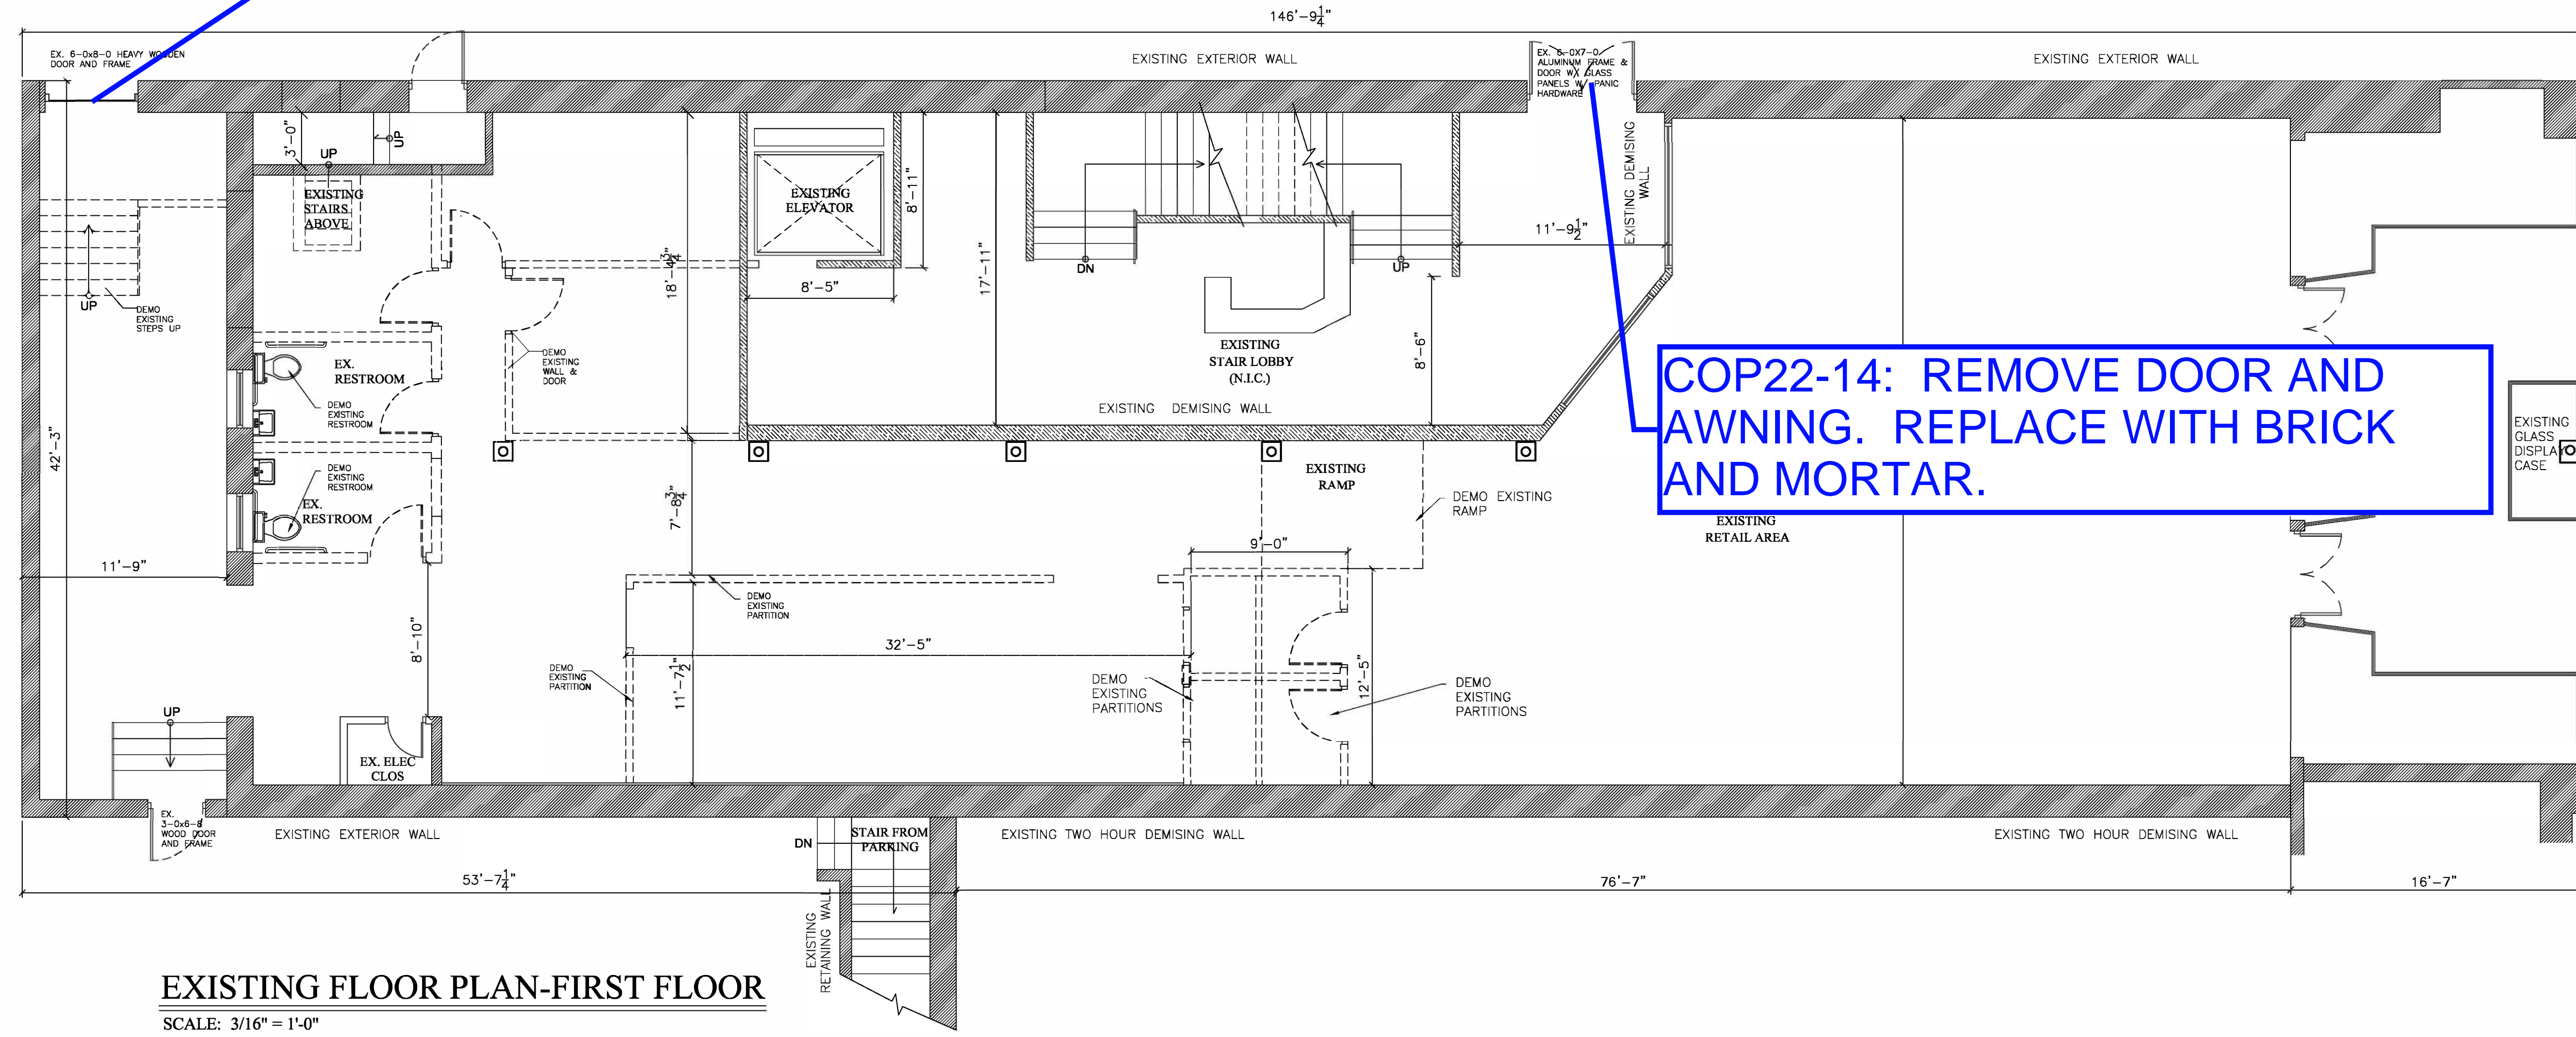 146'-9 1/4"
EX. 6-0x8-0 HEAVY WOODEN
DOOR AND FRAME
EXISTING EXTERIOR WALL
EX. 6-0X7-0
ALUMINUM FRAME &
DOOR W/ GLASS
PANELS W/ PANIC
HARDWARE
EXISTING EXTERIOR WALL
3'-0"
UP
UP
EXISTING
STAIRS
ABOVE
EXISTING
ELEVATOR
8'-11"
8'-5"
18'-4 3/4"
17'-11"
DN
UP
11'-9 1/2"
EXISTING DEMISING
WALL
UP
DEMO
EXISTING
STEPS UP
DEMO
EXISTING
WALL &
DOOR
EX.
RESTROOM
DEMO
EXISTING
RESTROOM
EXISTING
STAIR LOBBY
(N.I.C.)
8'-6"
EXISTING DEMISING WALL
COP22-14: REMOVE DOOR AND
AWNING. REPLACE WITH BRICK
AND MORTAR.
EXISTING
GLASS
DISPLAY
CASE
42'-3"
DEMO
EXISTING
RESTROOM
EX.
RESTROOM
7'-8 3/4"
EXISTING
RAMP
DEMO EXISTING
RAMP
EXISTING
RETAIL AREA
9'-0"
11'-9"
DEMO
EXISTING
PARTITION
8'-10"
32'-5"
DEMO
EXISTING
PARTITION
11'-7 1/2"
DEMO
EXISTING
PARTITIONS
12'-5"
DEMO
EXISTING
PARTITIONS
UP
EX. ELEC
CLOS
EX.
3-0x6-8
WOOD DOOR
AND FRAME
EXISTING EXTERIOR WALL
STAIR FROM
PARKING
DN
EXISTING TWO HOUR DEMISING WALL
EXISTING TWO HOUR DEMISING WALL
53'-7 1/4"
76'-7"
16'-7"
EXISTING
RETAINING WALL
EXISTING FLOOR PLAN-FIRST FLOOR
SCALE: 3/16" = 1'-0"